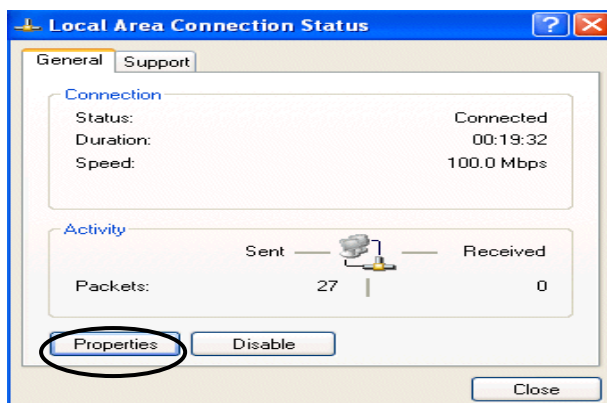 Local Area Connection Status
General Support
Connection
Status: Connected
Duration: 00:19:32
Speed: 100.0 Mbps
Activity
Sent Received
Packets: 27 0
Properties Disable
Close